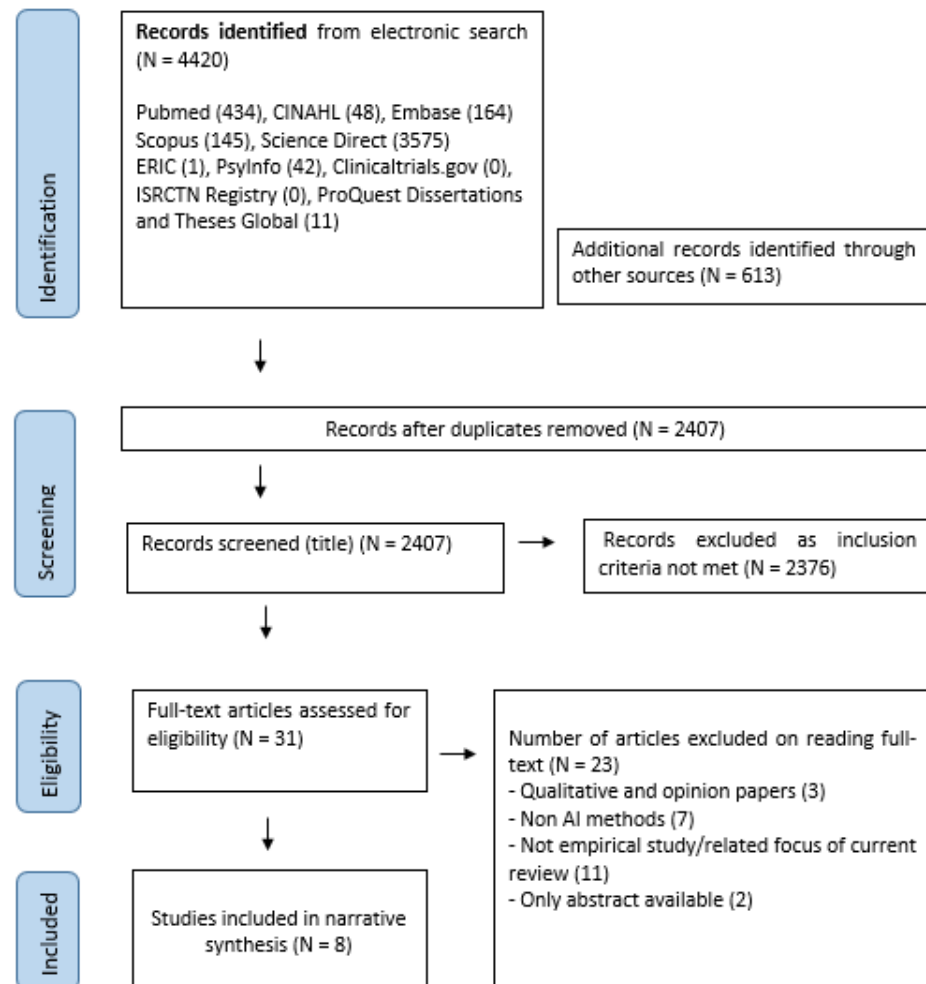 Identification
Records identified from electronic search
(N = 4420)
Pubmed (434), CINAHL (48), Embase (164)
Scopus (145), Science Direct (3575)
ERIC (1), PsyInfo (42), Clinicaltrials.gov (0),
ISRCTN Registry (0), ProQuest Dissertations
and Theses Global (11)
Additional records identified through
other sources (N = 613)
Screening
Records after duplicates removed (N = 2407)
Records screened (title) (N = 2407)
Records excluded as inclusion
criteria not met (N = 2376)
Eligibility
Full-text articles assessed for
eligibility (N = 31)
Number of articles excluded on reading full-
text (N = 23)
- Qualitative and opinion papers (3)
- Non AI methods (7)
- Not empirical study/related focus of current
review (11)
- Only abstract available (2)
Included
Studies included in narrative
synthesis (N = 8)